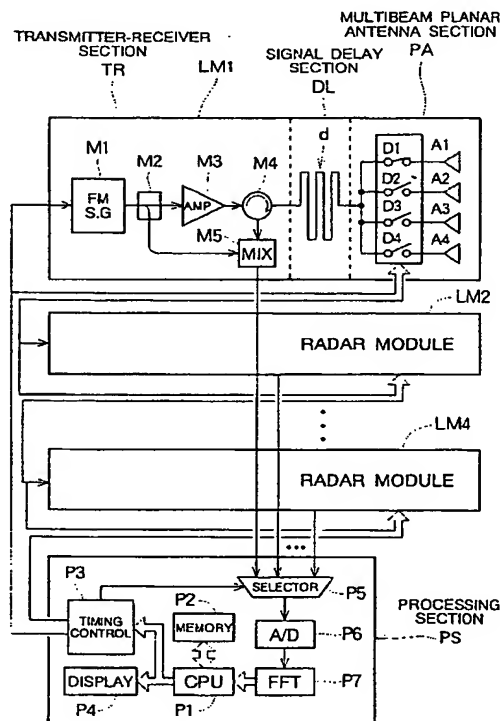 TRANSMITTER-RECEIVER
SECTION
TR
LM1
SIGNAL DELAY
SECTION
DL
MULTIBEAM PLANAR
ANTENNA SECTION
PA
M1
FM
S.G
M2
M3
AMP
M4
M5
MIX
d
D1
D2
D3
D4
A1
A2
A3
A4
LM2
RADAR MODULE
LM4
RADAR MODULE
P3
TIMING
CONTROL
P2
MEMORY
SELECTOR
P5
A/D
P6
PROCESSING
SECTION
PS
DISPLAY
P4
CPU
P1
FFT
P7